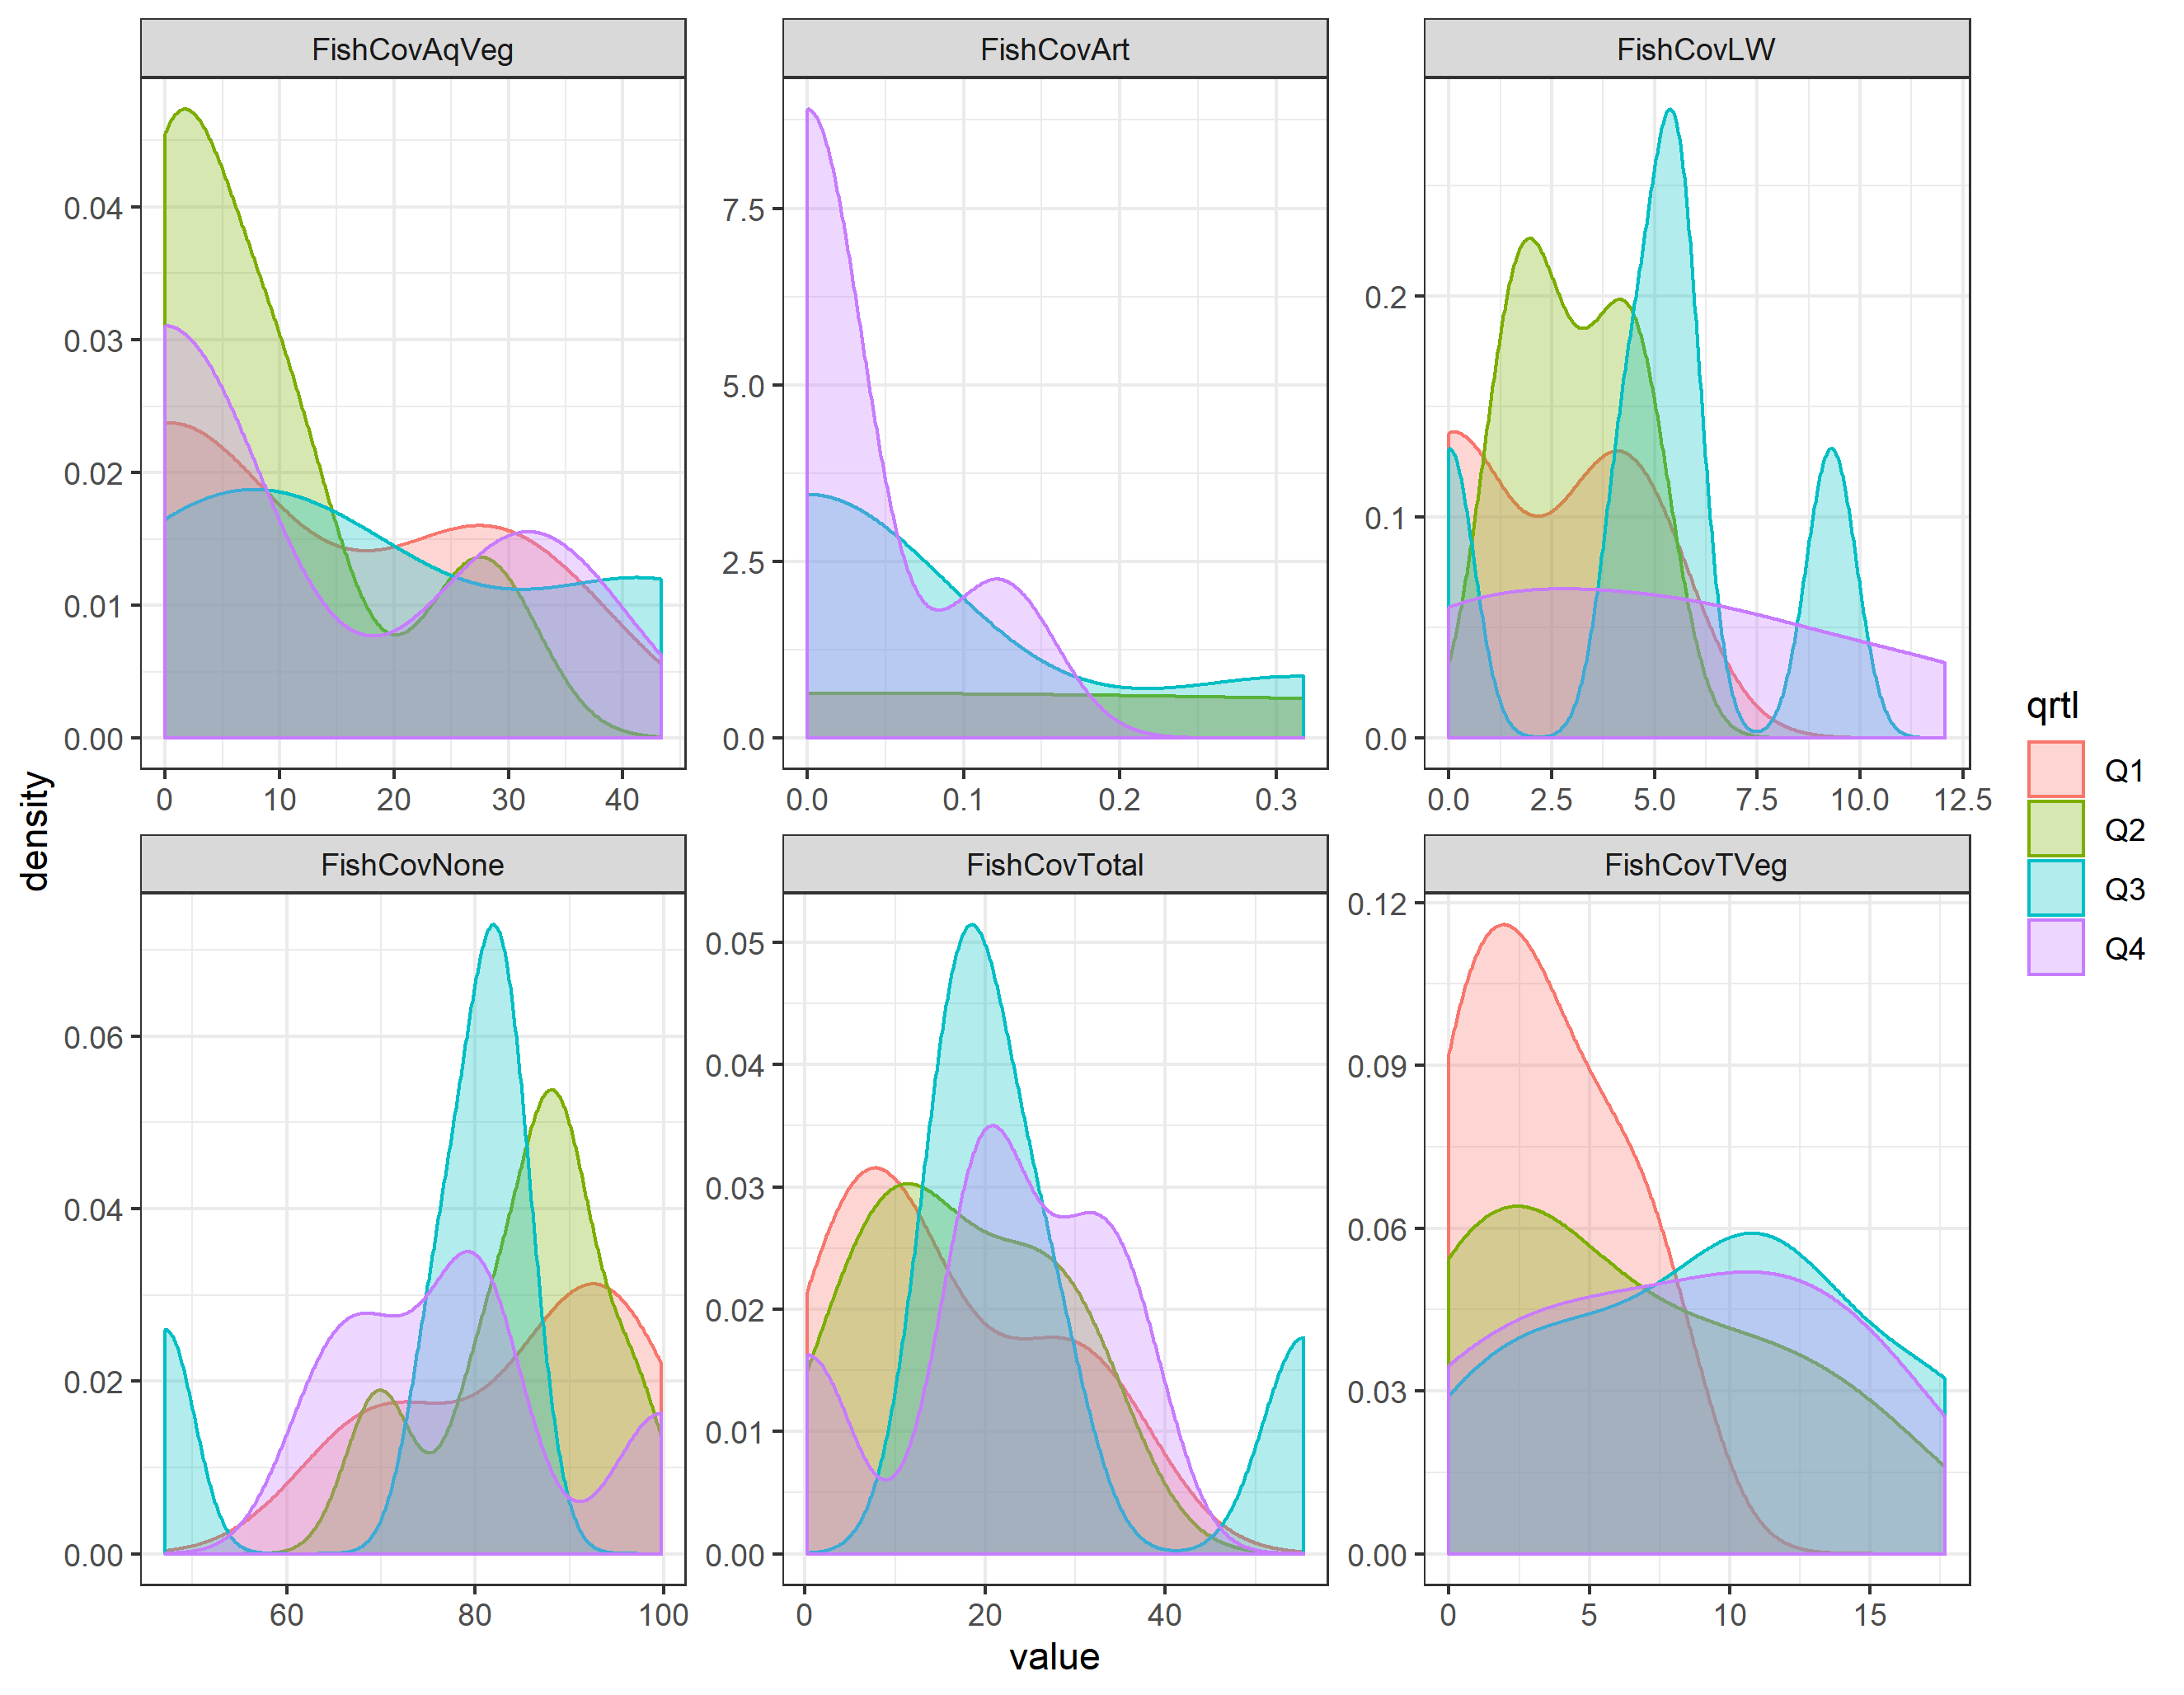 FishCovAqVeg
FishCovArt
FishCovLW
0.04
0.03
0.02
0.01
0.00
0 10 20 30 40
7.5
5.0
2.5
0.0
0.0 0.1 0.2 0.3
0.2
0.1
0.0
0.0 2.5 5.0 7.5 10.0 12.5
FishCovNone
FishCovTotal
FishCovTVeg
0.06
0.04
0.02
0.00
60 80 100
0.05
0.04
0.03
0.02
0.01
0.00
0 20 40
0.12
0.09
0.06
0.03
0.00
0 5 10 15
density
value
qrtl
Q1
Q2
Q3
Q4